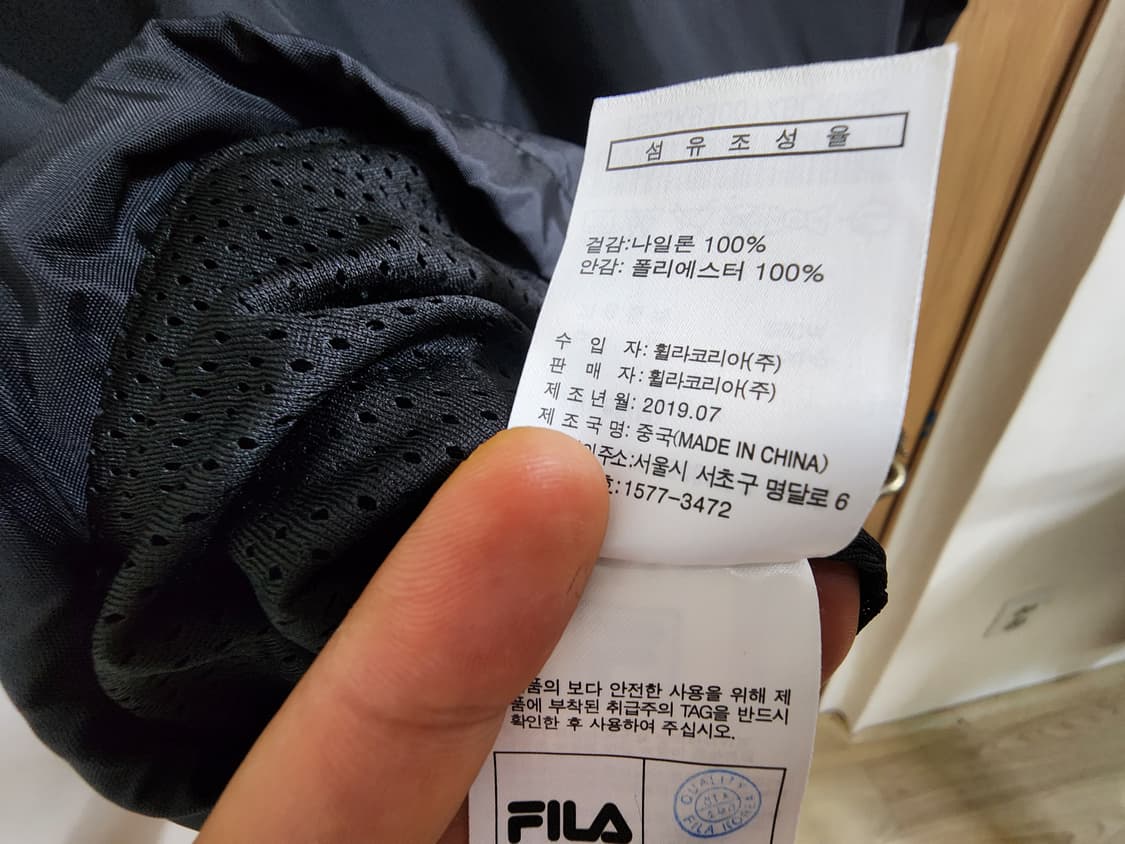 섬 유 조 성 율
겉감:나일론 100%
안감: 폴리에스터 100%
수 입 자: 휠라코리아(주)
판 매 자: 휠라코리아(주)
제 조 년 월: 2019.07
제 조 국 명: 중국(MADE IN CHINA)
주소:서울시 서초구 명달로 6
:1577-3472
품의 보다 안전한 사용을 위해 제
품에 부착된 취급주의 TAG을 반드시
확인한 후 사용하여 주십시오.
FILA
QUALITY
FILA KOREA